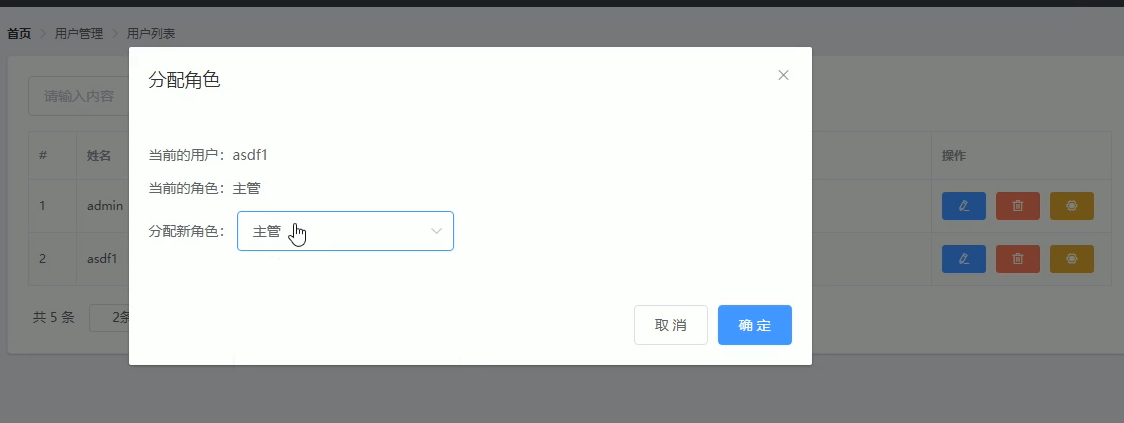 首页 > 用户管理 > 用户列表
分配角色
请输入内容
当前的用户：asdf1
# 姓名 操作
当前的角色：主管
1 admin
分配新角色： 主管
2 asdf1
共 5 条 2条
取 消 确 定